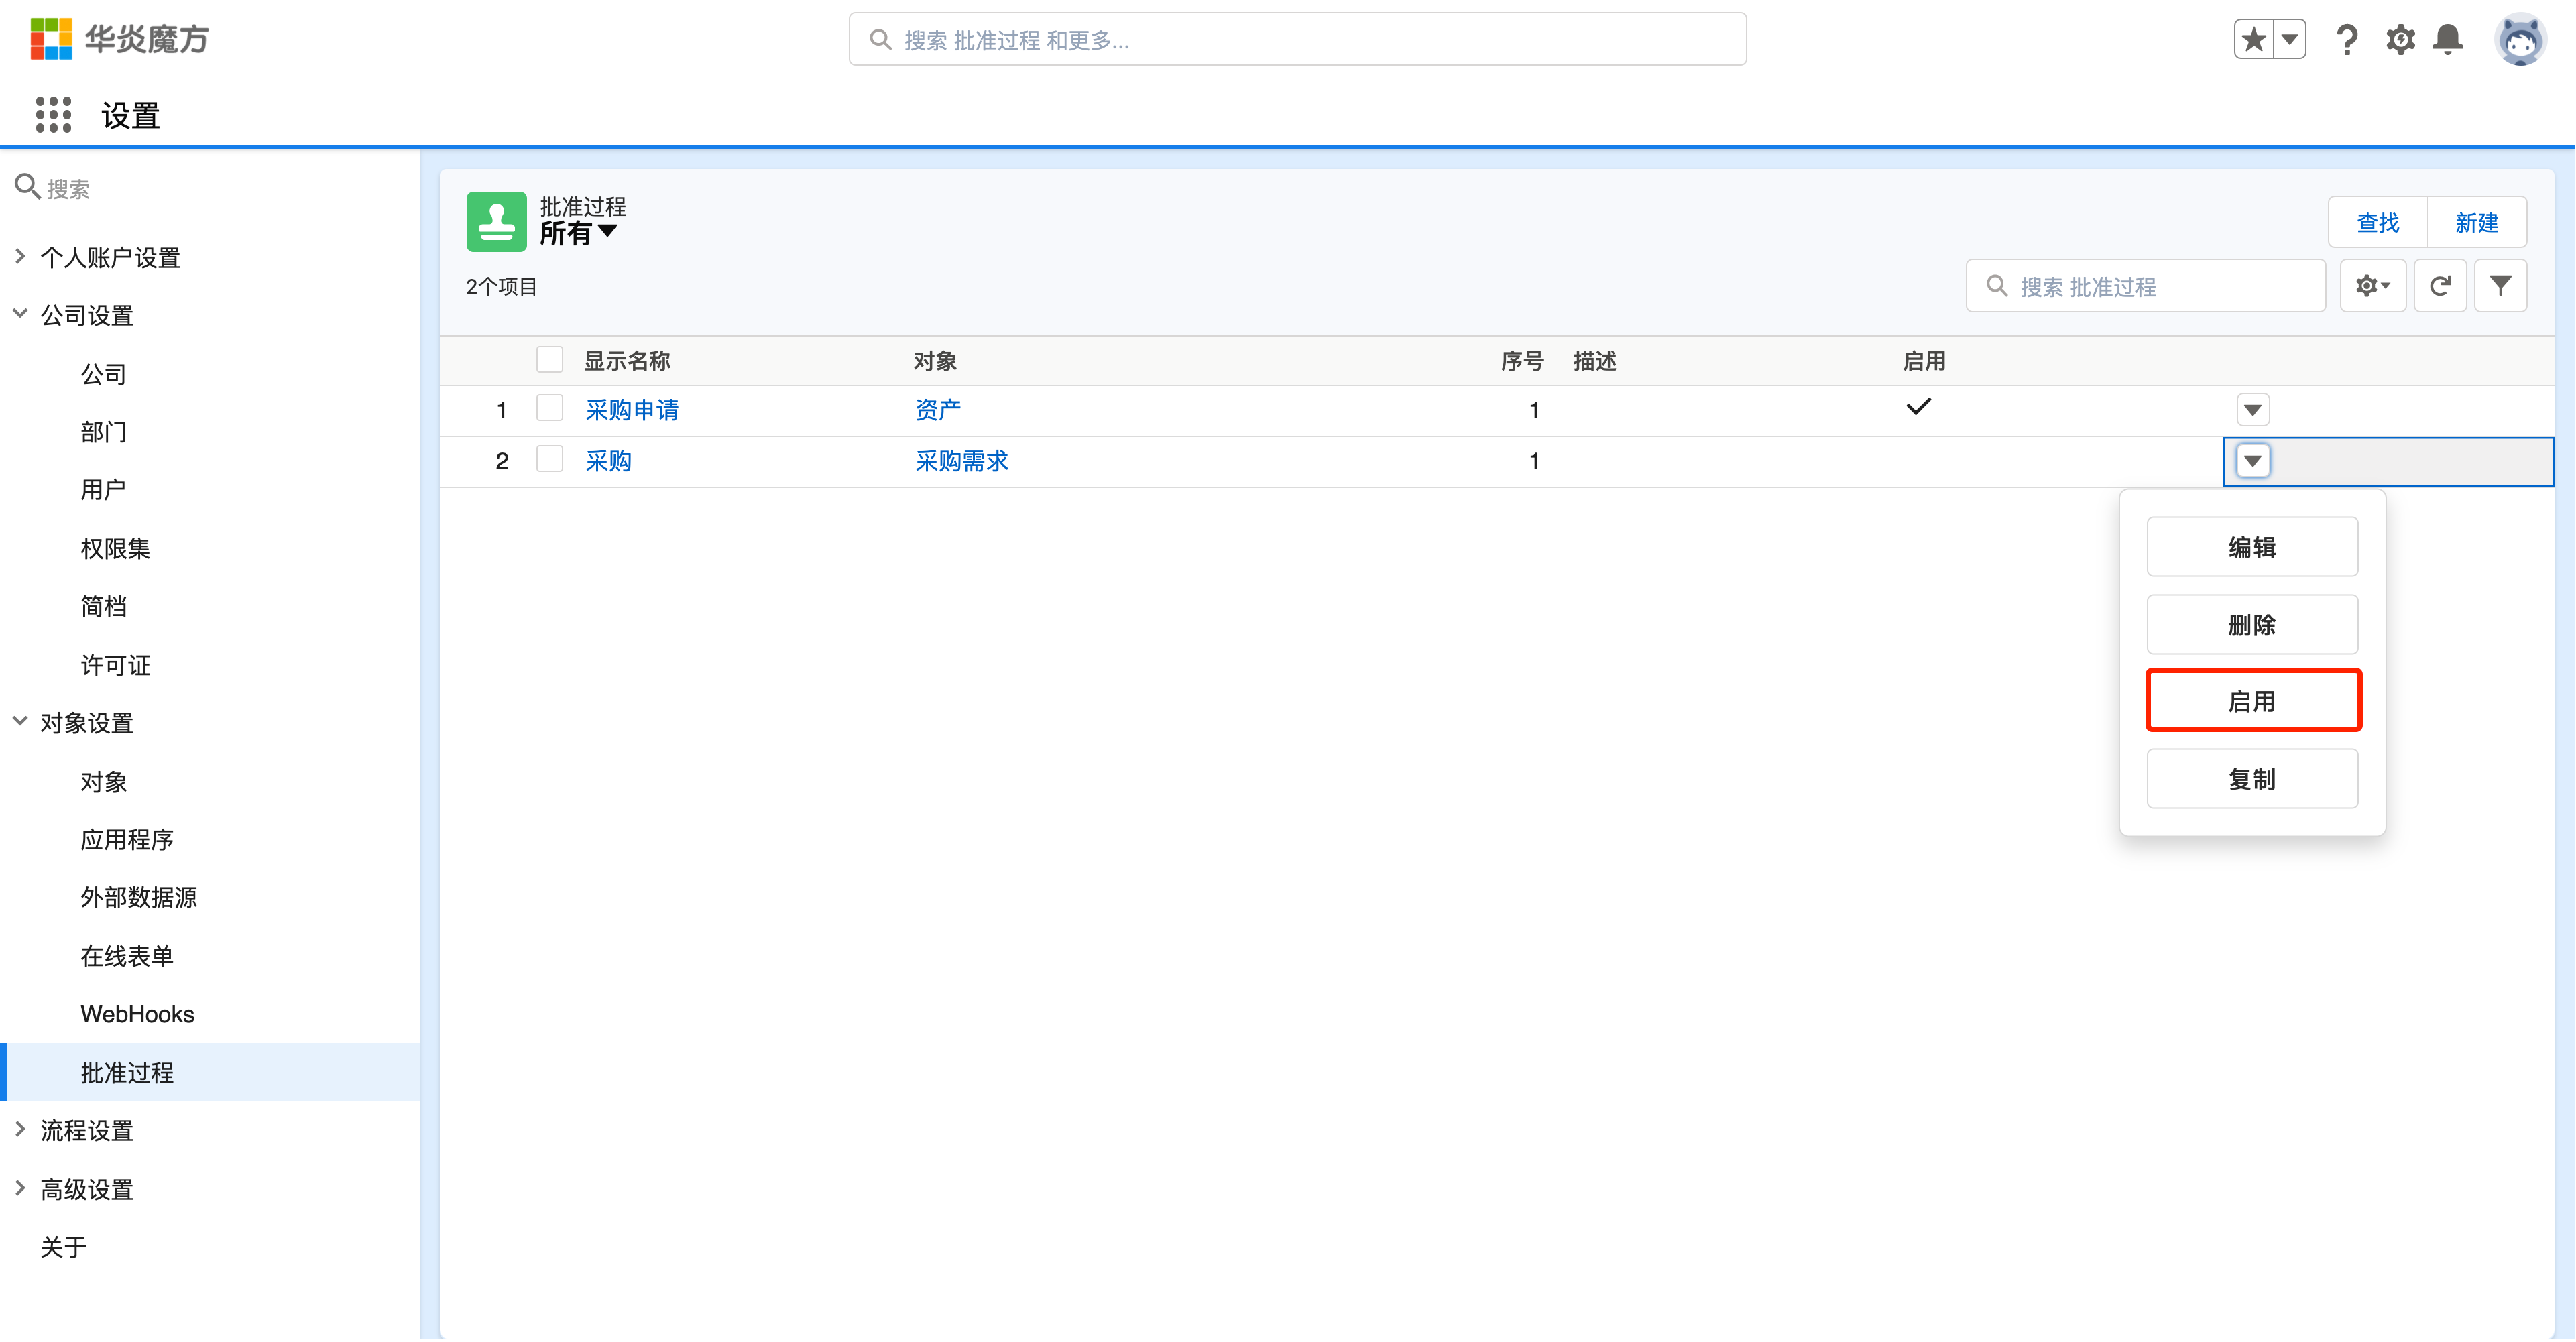 华炎魔方
搜索 批准过程 和更多...
设置
搜索
个人账户设置
公司设置
公司
部门
用户
权限集
简档
许可证
对象设置
对象
应用程序
外部数据源
在线表单
WebHooks
批准过程
流程设置
高级设置
关于
批准过程
所有
2个项目
查找 新建
搜索 批准过程
显示名称 对象 序号 描述 启用
1 采购申请 资产 1
2 采购 采购需求 1
编辑
删除
启用
复制